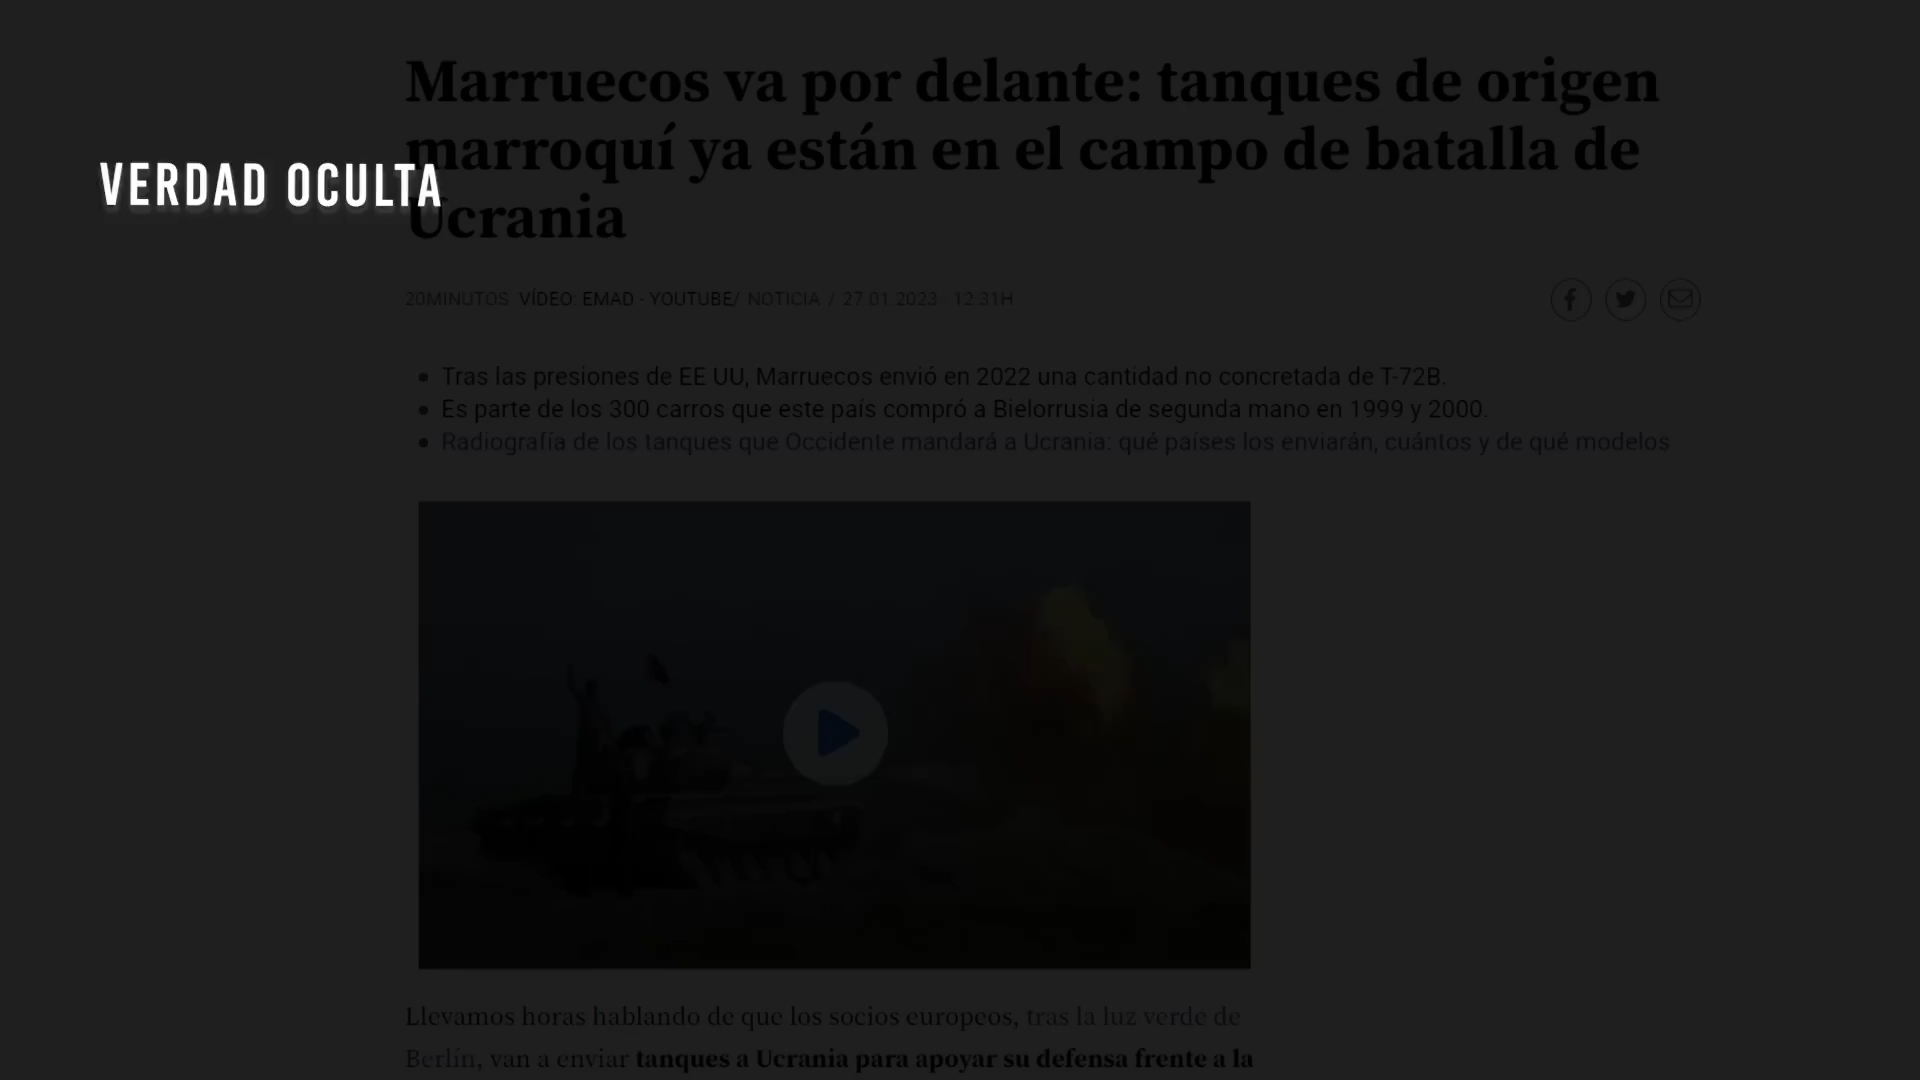 Marruecos va por delante: tanques de origen
marroquí ya están en el campo de batalla de
Ucrania
VERDAD OCULTA
20MINUTOS VÍDEO: EMAD - YOUTUBE/ NOTICIA / 27.01.2023 - 12:31H
Tras las presiones de EE UU, Marruecos envió en 2022 una cantidad no concretada de T-72B.
Es parte de los 300 carros que este país compró a Bielorrusia de segunda mano en 1999 y 2000.
Radiografía de los tanques que Occidente mandará a Ucrania: qué países los enviarán, cuántos y de qué modelos
Llevamos horas hablando de que los socios europeos, tras la luz verde de
Berlín, van a enviar tanques a Ucrania para apoyar su defensa frente a la